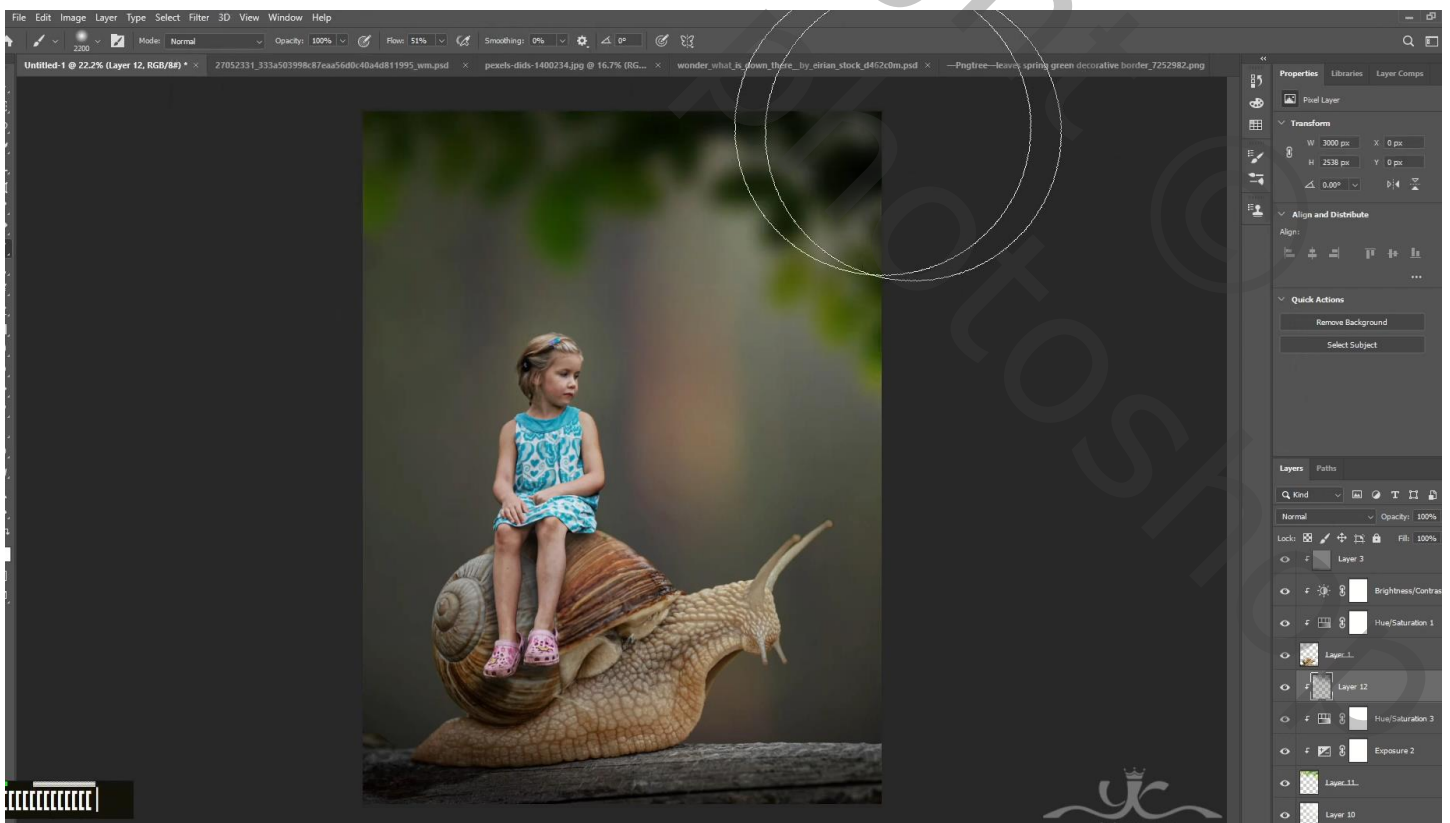 File Edit Image Layer Type Select Filter 3D View Window Help
2200 Mode: Normal Opacity: 100% Flow: 51% Smoothing: 0% 0°
Untitled-1 @ 22.2% (Layer 12, RGB/8#) * × 27052331_333a503998c87eaa56d0c40a4d811995_wm.psd × pexels-dids-1400234.jpg @ 16.7% (RG... × wonder_what_is_down_there__by_eirian_stock_d462c0m.psd × —Pngtree—leaves spring green decorative border_7252982.png
Properties Libraries Layer Comps
Pixel Layer
Transform
W 3000 px X 0 px
H 2538 px Y 0 px
0.00°
Align and Distribute
Align:
...
Quick Actions
Remove Background
Select Subject
Layers Paths
Kind
Normal Opacity: 100%
Lock: Fill: 100%
Layer 3
Brightness/Contras
Hue/Saturation 1
Layer 1
Layer 12
Hue/Saturation 3
Exposure 2
Layer 11
Layer 10
[[[[[[[[[[[[[
yc
photoshop
©